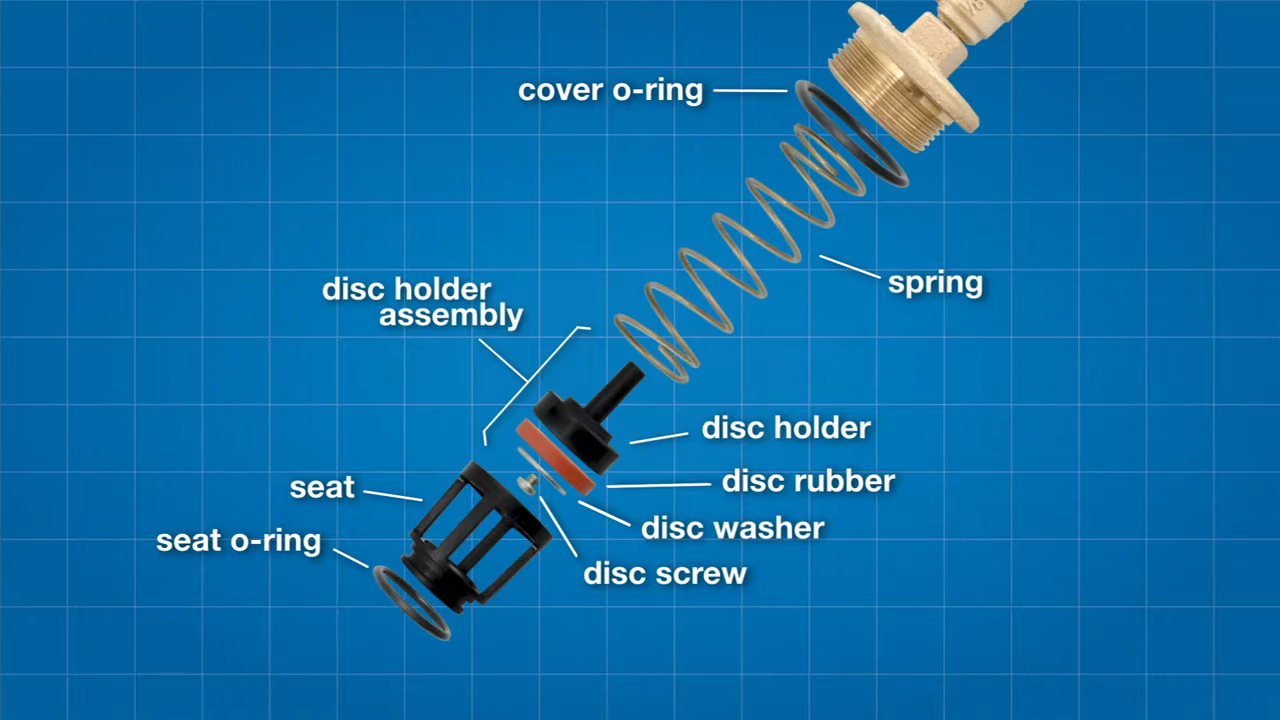 cover o-ring
spring
disc holder
assembly
disc holder
disc rubber
seat
disc washer
seat o-ring
disc screw